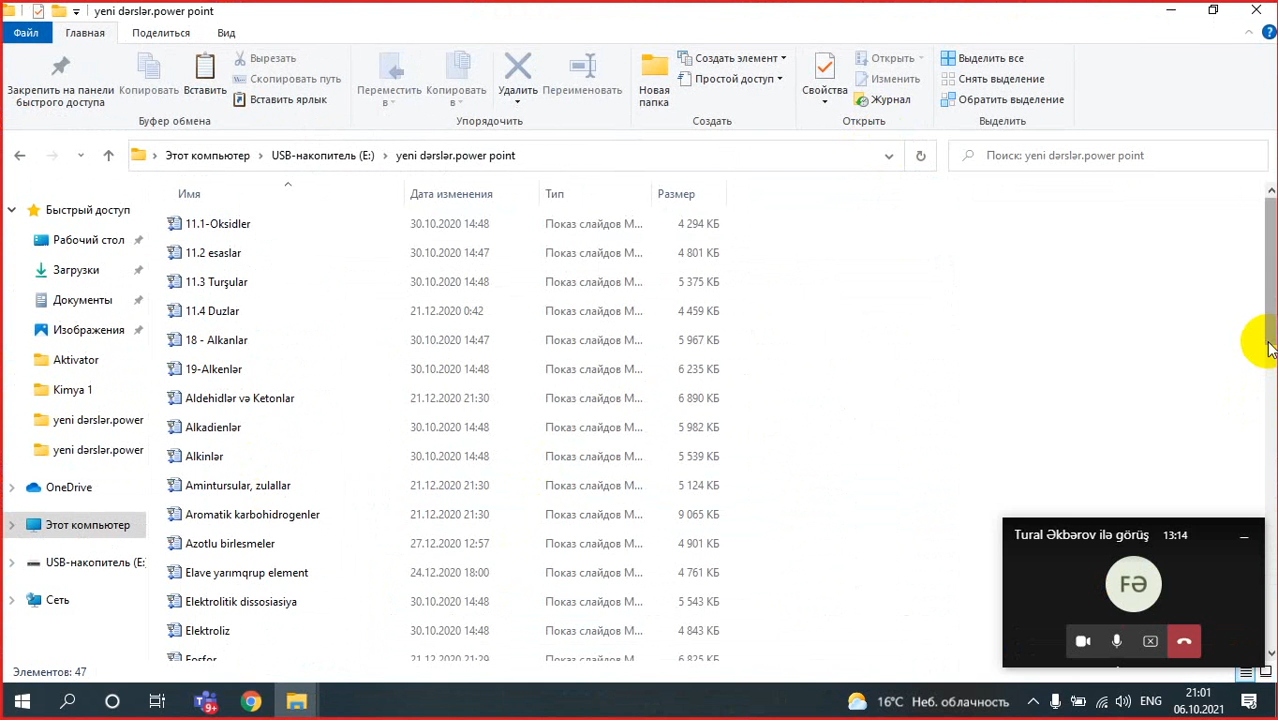 yeni dərslər.power point
Файл Главная Поделиться Вид
Закрепить на панели быстрого доступа
Копировать
Вставить
Вырезать
Скопировать путь
Вставить ярлык
Буфер обмена
Переместить в
Копировать в
Удалить
Переименовать
Упорядочить
Новая папка
Создать элемент
Простой доступ
Создать
Свойства
Открыть
Изменить
Журнал
Открыть
Выделить все
Снять выделение
Обратить выделение
Выделить
Этот компьютер USB-накопитель (E:) yeni dərslər.power point
Поиск: yeni dərslər.power point
Быстрый доступ
Рабочий стол
Загрузки
Документы
Изображения
Aktivator
Kimya 1
yeni dərslər.power
yeni dərslər.power
OneDrive
Этот компьютер
USB-накопитель (E:
Сеть
Имя Дата изменения Тип Размер
11.1-Oksidler 30.10.2020 14:48 Показ слайдов M... 4 294 КБ
11.2 esaslar 30.10.2020 14:47 Показ слайдов M... 4 801 КБ
11.3 Turşular 30.10.2020 14:48 Показ слайдов M... 5 375 КБ
11.4 Duzlar 21.12.2020 0:42 Показ слайдов M... 4 459 КБ
18 - Alkanlar 30.10.2020 14:47 Показ слайдов M... 5 967 КБ
19-Alkenlər 30.10.2020 14:48 Показ слайдов M... 6 235 КБ
Aldehidlər və Ketonlar 21.12.2020 21:30 Показ слайдов M... 6 890 КБ
Alkadienlər 30.10.2020 14:48 Показ слайдов M... 5 982 КБ
Alkinlər 30.10.2020 14:48 Показ слайдов M... 5 539 КБ
Amintursular, zulallar 21.12.2020 21:30 Показ слайдов M... 5 124 КБ
Aromatik karbohidrogenler 21.12.2020 21:30 Показ слайдов M... 9 065 КБ
Azotlu birlesmeler 27.12.2020 12:57 Показ слайдов M... 4 901 КБ
Elave yarımqrup element 24.12.2020 18:00 Показ слайдов M... 4 761 КБ
Elektrolitik dissosiasiya 30.10.2020 14:48 Показ слайдов M... 5 543 КБ
Elektroliz 30.10.2020 14:48 Показ слайдов M... 4 843 КБ
Fosfor 21.12.2020 21:29 Показ слайдов M... 6 825 КБ
Tural Əkbərov ilə görüş 13:14
FƏ
Элементов: 47
9+
16°C Неб. облачность
ENG
21:01
06.10.2021